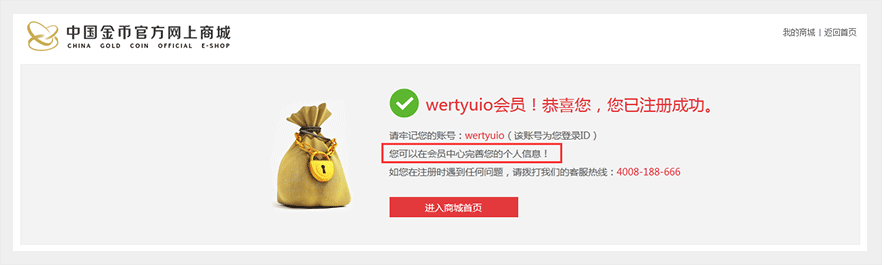 中国金币官方网上商城
CHINA GOLD COIN OFFICIAL E-SHOP
我的商城 | 返回首页
wertyuio会员！恭喜您，您已注册成功。
请牢记您的账号：wertyuio（该账号为您登录ID）
您可以在会员中心完善您的个人信息！
如您在注册时遇到任何问题，请拨打我们的客服热线：4008-188-666
进入商城首页